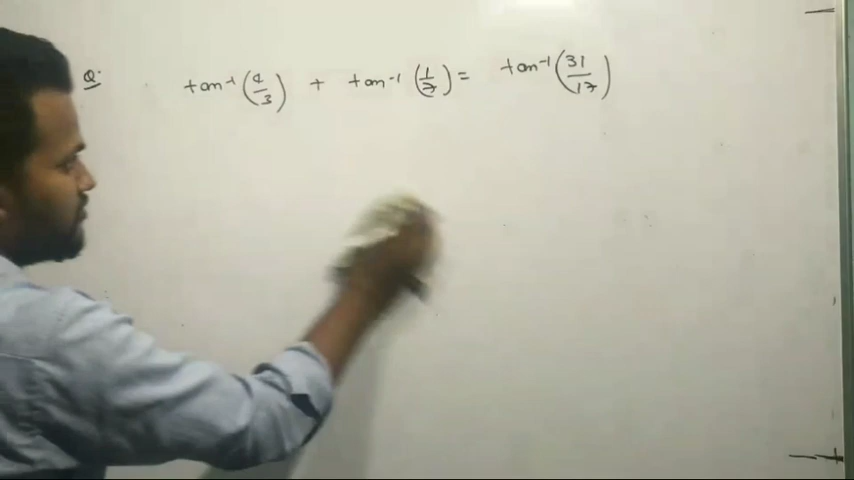 Q: tan⁻¹(4/3) + tan⁻¹(1/7) = tan⁻¹(31/17)